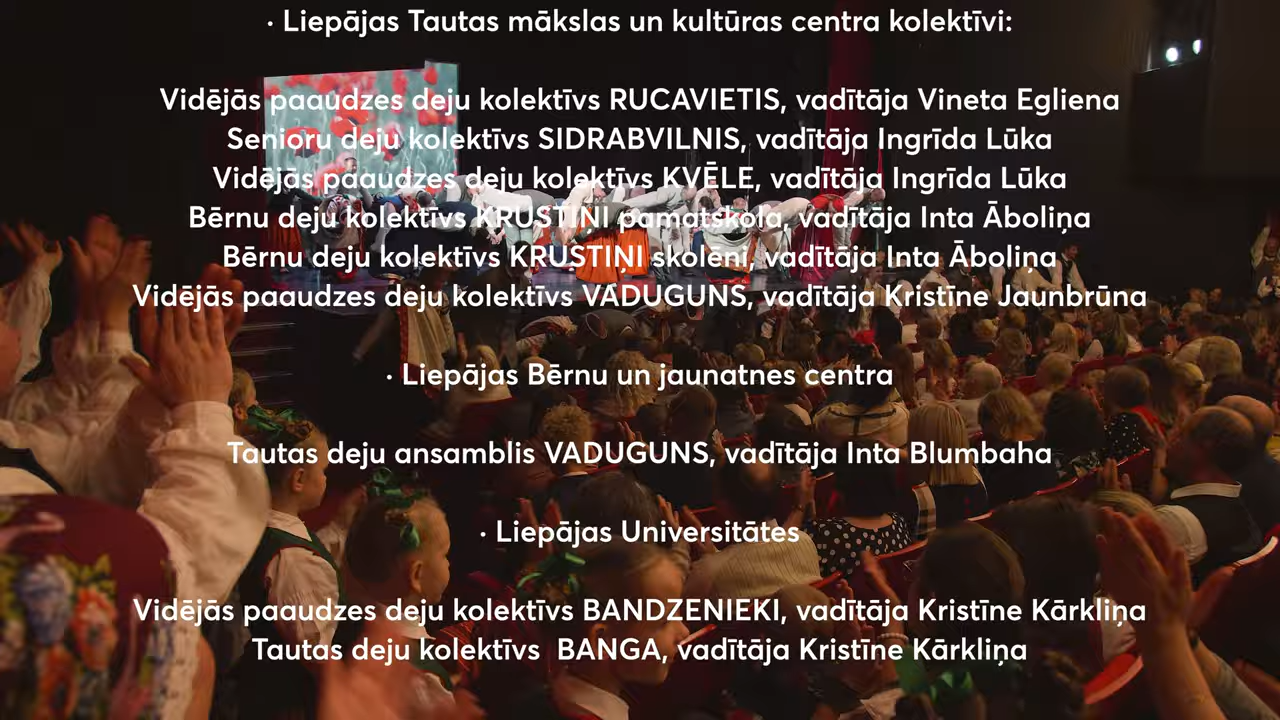 · Liepājas Tautas mākslas un kultūras centra kolektīvi:
Vidējās paaudzes deju kolektīvs RUCAVIETIS, vadītāja Vineta Egliena
Senioru deju kolektīvs SIDRABVILNIS, vadītāja Ingrīda Lūka
Vidējās paaudzes deju kolektīvs KVĒLE, vadītāja Ingrīda Lūka
Bērnu deju kolektīvs KRUSTIŅI pamatskola, vadītāja Inta Āboliņa
Bērnu deju kolektīvs KRUSTIŅI skolēni, vadītāja Inta Āboliņa
Vidējās paaudzes deju kolektīvs VADUGUNS, vadītāja Kristīne Jaunbrūna
· Liepājas Bērnu un jaunatnes centra
Tautas deju ansamblis VADUGUNS, vadītāja Inta Blumbaha
· Liepājas Universitātes
Vidējās paaudzes deju kolektīvs BANDZENIEKI, vadītāja Kristīne Kārkliņa
Tautas deju kolektīvs  BANGA, vadītāja Kristīne Kārkliņa